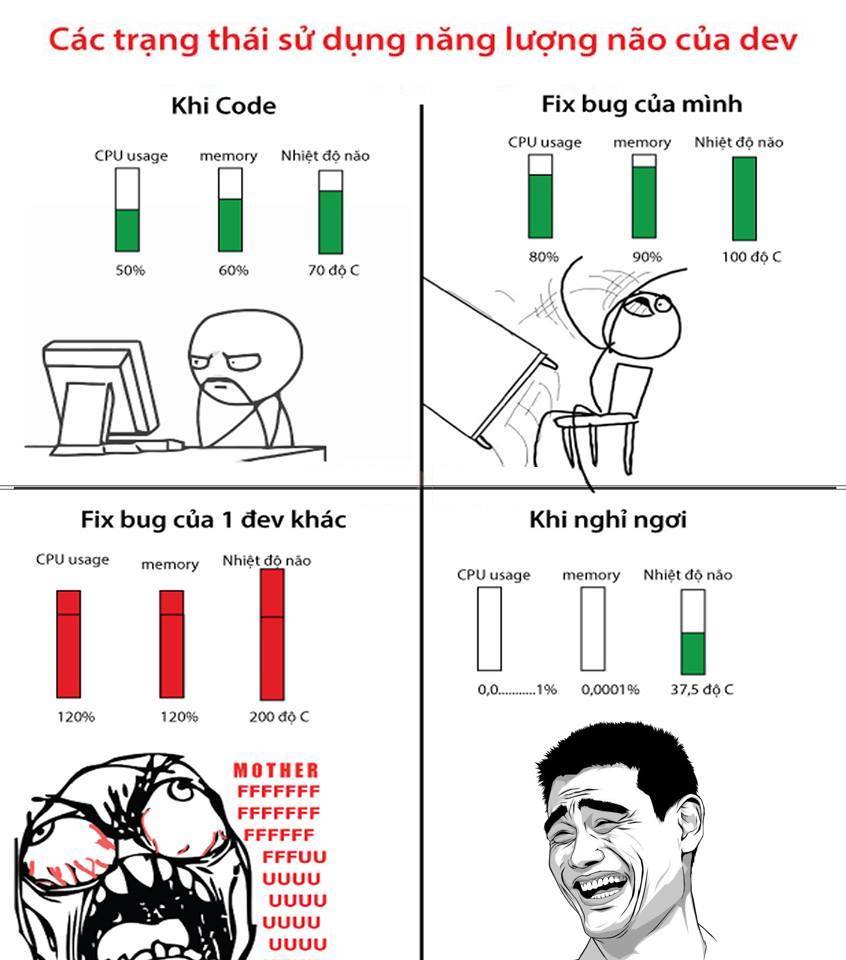 Các trạng thái sử dụng năng lượng não của dev
Khi Code
CPU usage memory Nhiệt độ não
50% 60% 70 độ C
Fix bug của mình
CPU usage memory Nhiệt độ não
80% 90% 100 độ C
Fix bug của 1 đev khác
CPU usage memory Nhiệt độ não
120% 120% 200 độ C
MOTHER
FFFFFFF
FFFFFFF
FFFFFF
FFFUU
UUUU
UUUU
UUUU
UUUU
Khi nghỉ ngơi
CPU usage memory Nhiệt độ não
0,0...........1% 0,0001% 37,5 độ C